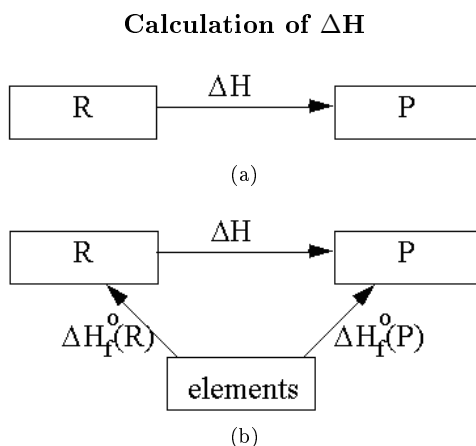 Calculation of ΔH
ΔH
R P
(a)
ΔH
R P
ΔH°f(R) ΔH°f(P)
elements
(b)